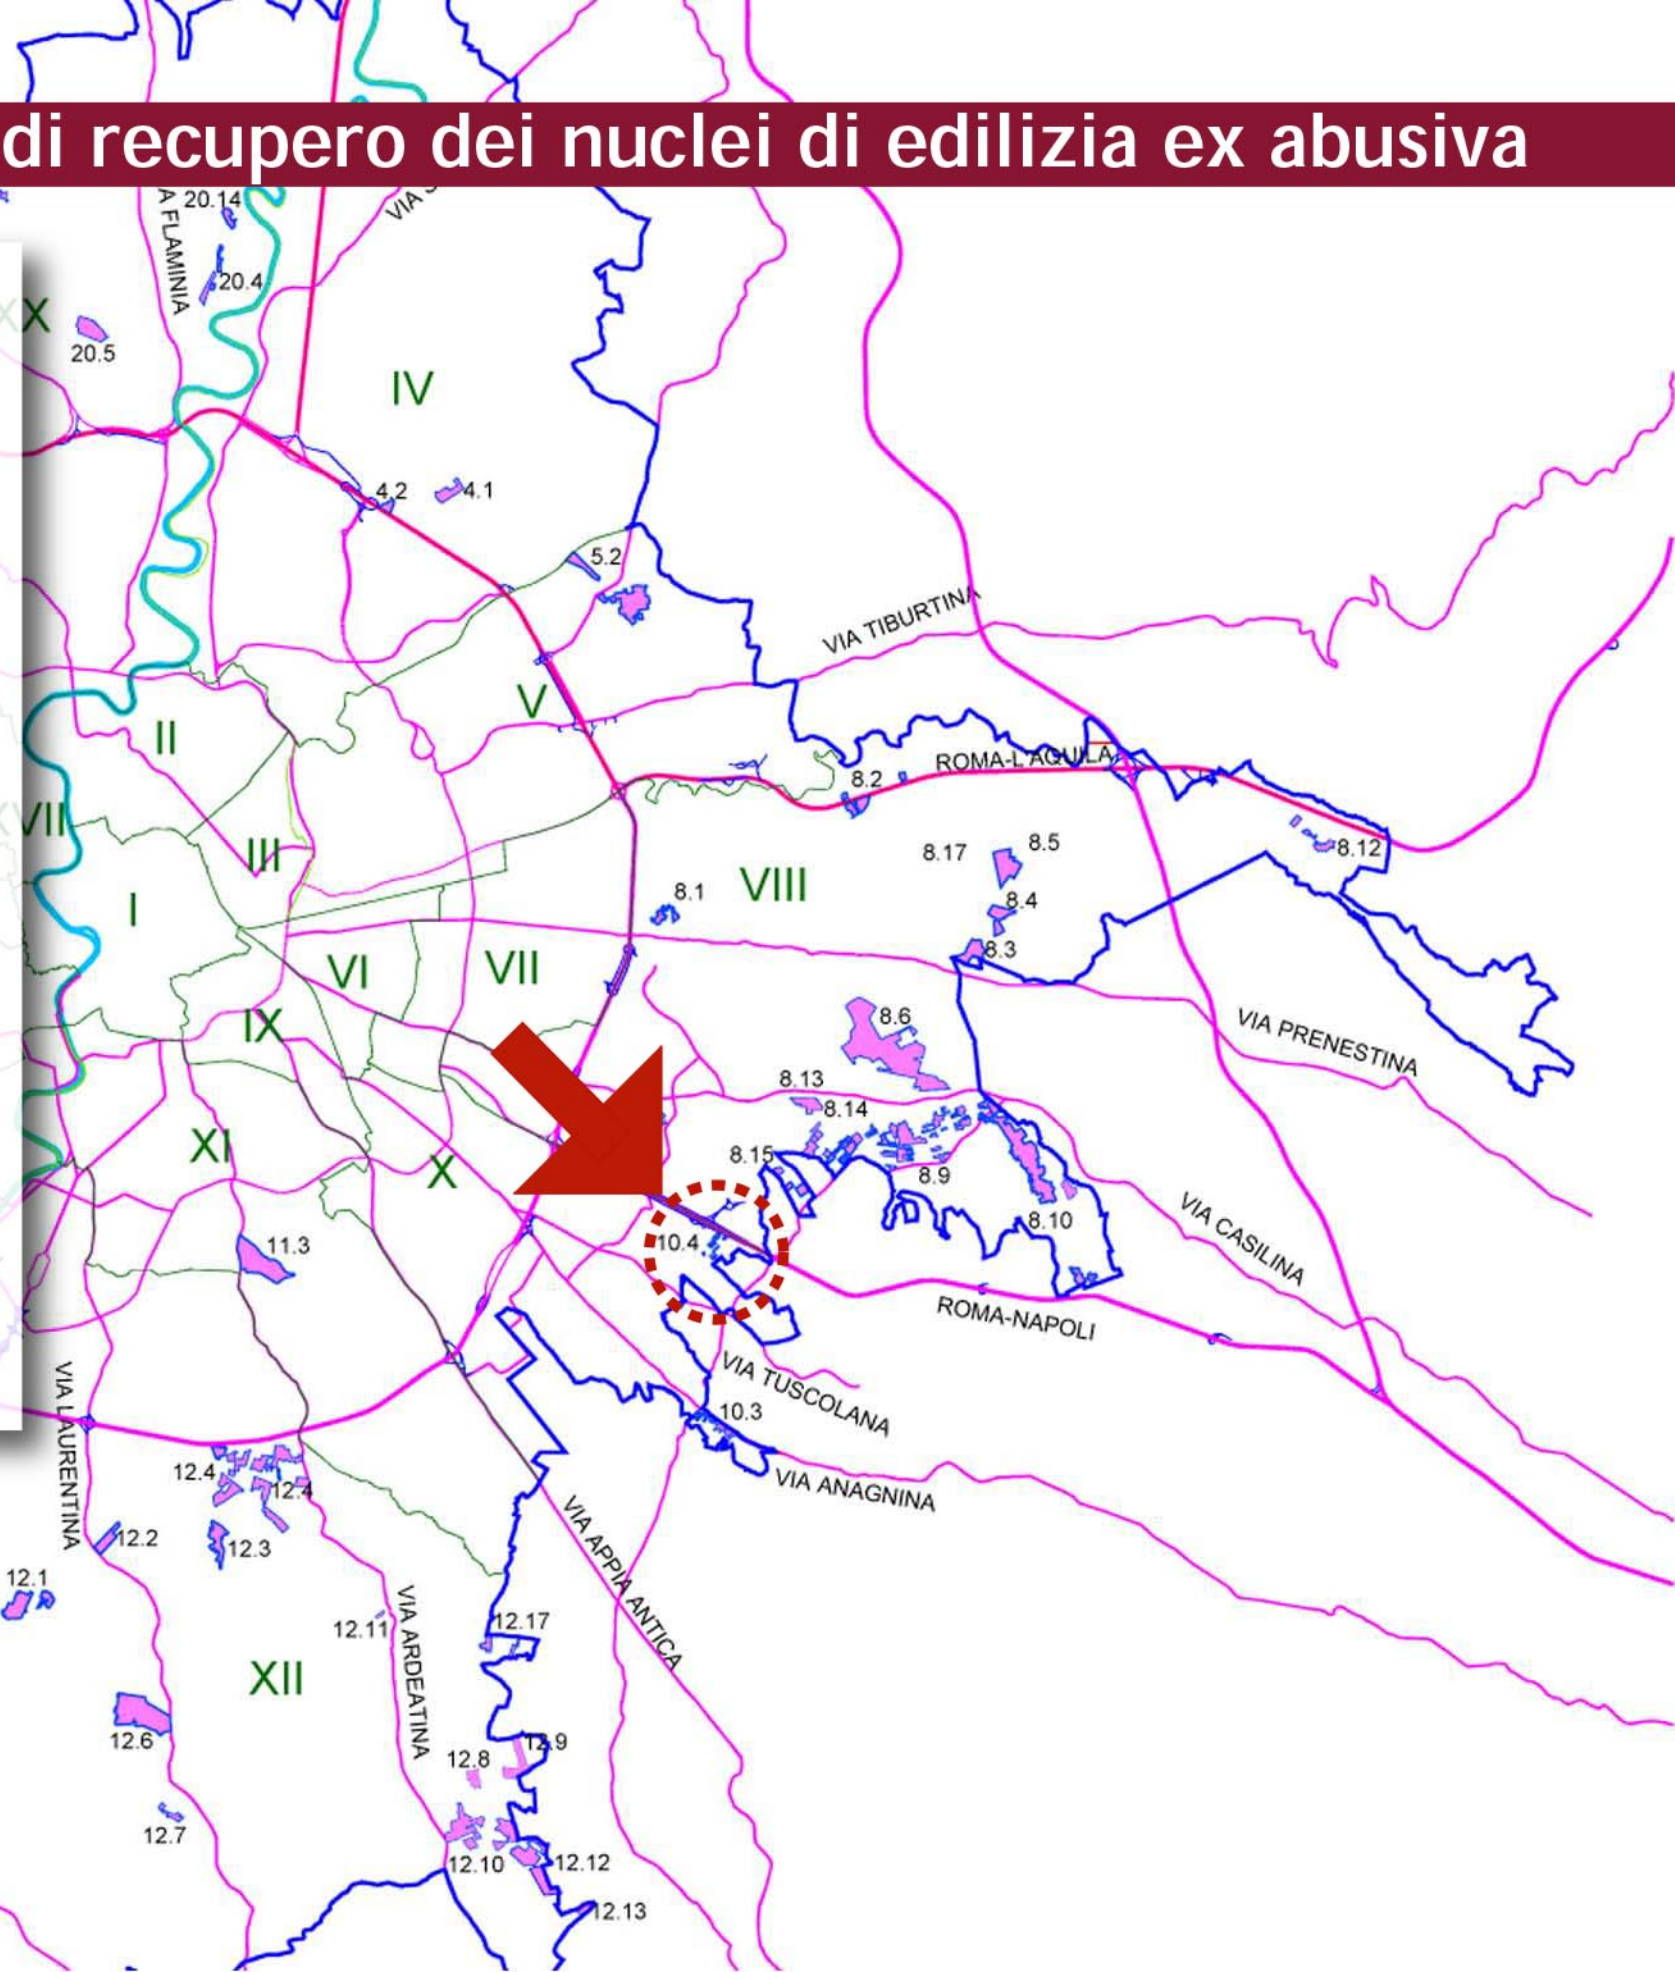 di recupero dei nuclei di edilizia ex abusiva
20.14
VIA
A FLAMINIA
20.4
XX
20.5
IV
4.2
4.1
5.2
VIA TIBURTINA
V
II
ROMA-L'AQUILA
8.2
XVII
III
8.17
8.5
8.12
8.1
VIII
8.4
I
8.3
VI
VII
IX
8.6
VIA PRENESTINA
8.13
8.14
XI
X
8.15
8.9
8.10
VIA CASILINA
11.3
10.4
ROMA-NAPOLI
VIA TUSCOLANA
VIA LAURENTINA
10.3
12.4
12.4
VIA ANAGNINA
12.2
12.3
VIA APPIA ANTICA
12.1
VIA ARDEATINA
12.11
12.17
XII
12.6
12.8
12.9
12.7
12.10
12.12
12.13